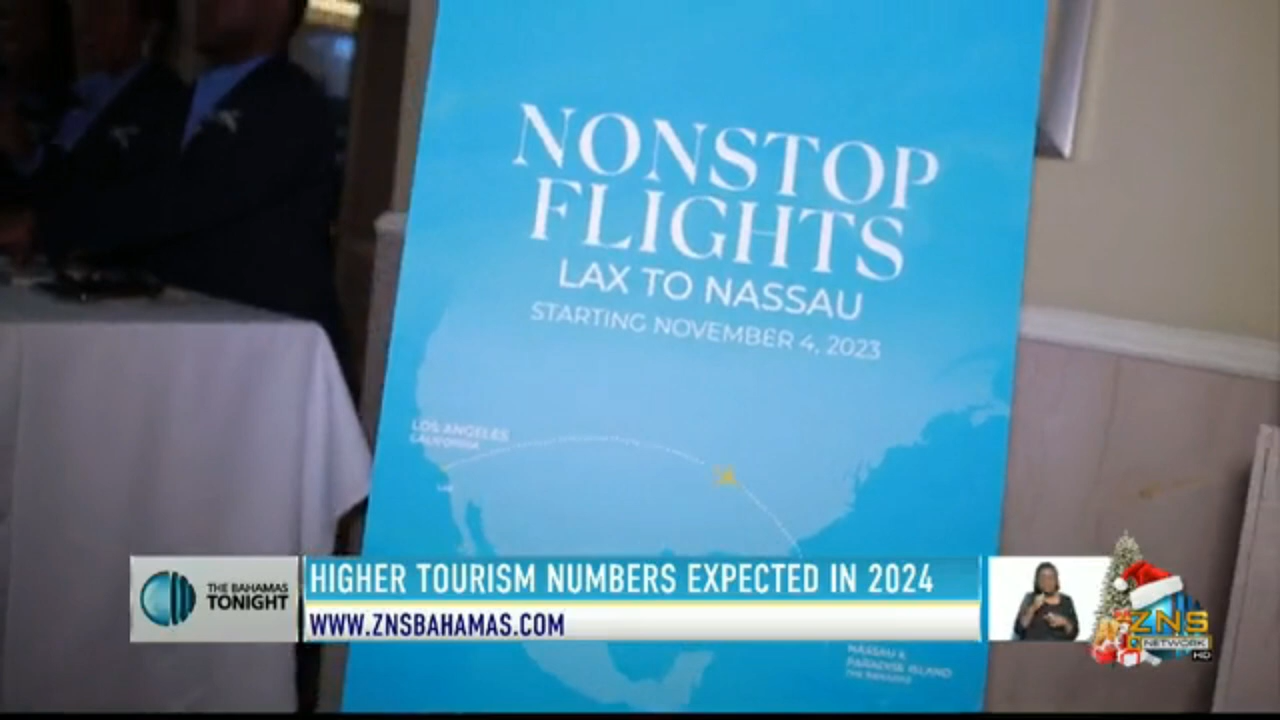 NONSTOP
FLIGHTS
LAX TO NASSAU
STARTING NOVEMBER 4, 2023
LOS ANGELES
CALIFORNIA
THE BAHAMAS
TONIGHT
HIGHER TOURISM NUMBERS EXPECTED IN 2024
WWW.ZNSBAHAMAS.COM
ZNS
NETWORK
HD
NASSAU &
PARADISE ISLAND
THE BAHAMAS